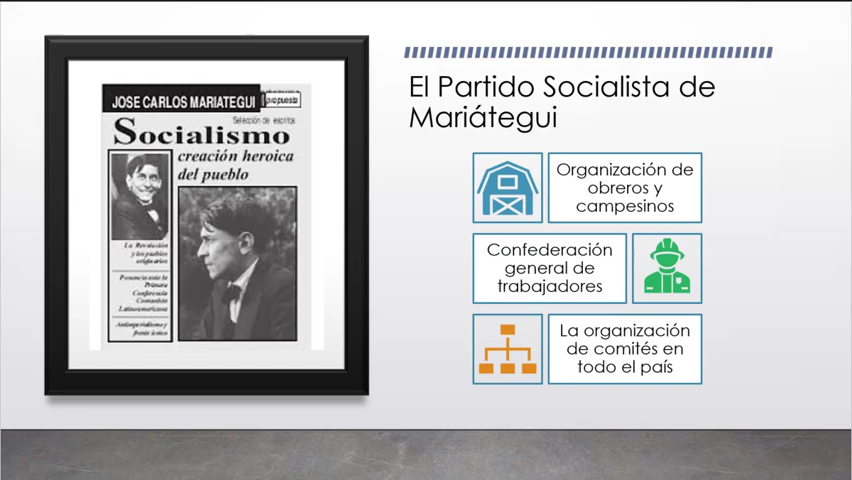 JOSE CARLOS MARIATEGUI
propuesta
Selección de escritos
Socialismo
creación heroica
del pueblo
La Revolución
y los pueblos
originarios
Ponencia ante la
Primera
Conferencia
Comunista
Latinoamericana
Antiimperialismo y
frente único
El Partido Socialista de
Mariátegui
Organización de
obreros y
campesinos
Confederación
general de
trabajadores
La organización
de comités en
todo el país